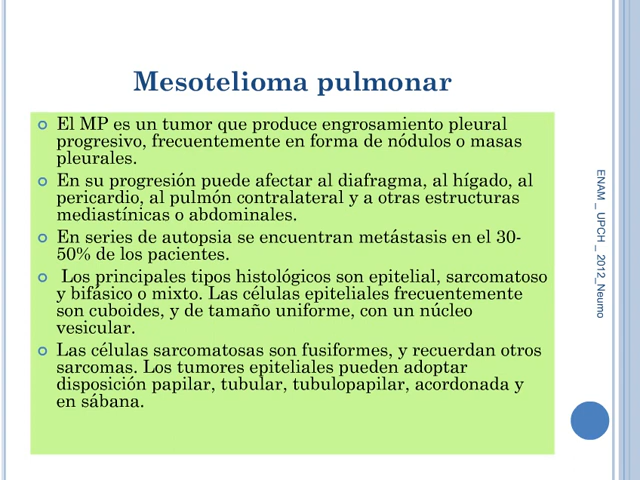 Mesotelioma pulmonar
El MP es un tumor que produce engrosamiento pleural
progresivo, frecuentemente en forma de nódulos o masas
pleurales.
En su progresión puede afectar al diafragma, al hígado, al
pericardio, al pulmón contralateral y a otras estructuras
mediastínicas o abdominales.
En series de autopsia se encuentran metástasis en el 30-
50% de los pacientes.
Los principales tipos histológicos son epitelial, sarcomatoso
y bifásico o mixto. Las células epiteliales frecuentemente
son cuboides, y de tamaño uniforme, con un núcleo
vesicular.
Las células sarcomatosas son fusiformes, y recuerdan otros
sarcomas. Los tumores epiteliales pueden adoptar
disposición papilar, tubular, tubulopapilar, acordonada y
en sábana.
ENAM _ UPCH _ 2012_Neumo